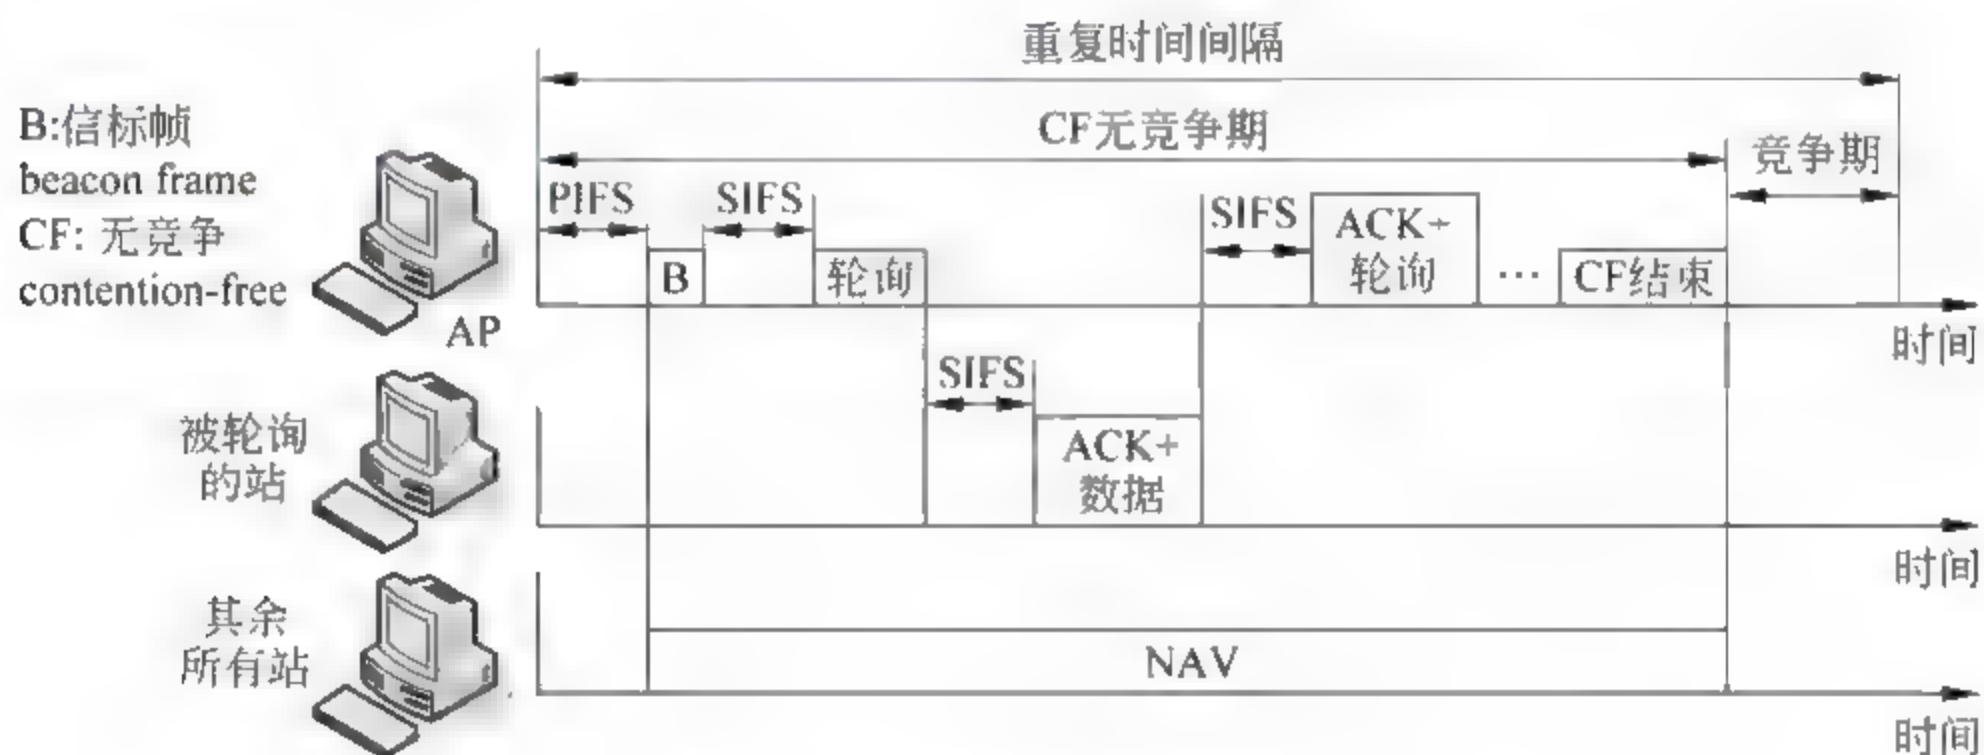 重复时间间隔
B:信标帧
beacon frame
CF: 无竞争
contention-free
CF无竞争期
竞争期
PIFS
SIFS
SIFS
B
轮询
ACK+
轮询
...
CF结束
AP
时间
被轮询
的站
SIFS
ACK+
数据
时间
其余
所有站
NAV
时间